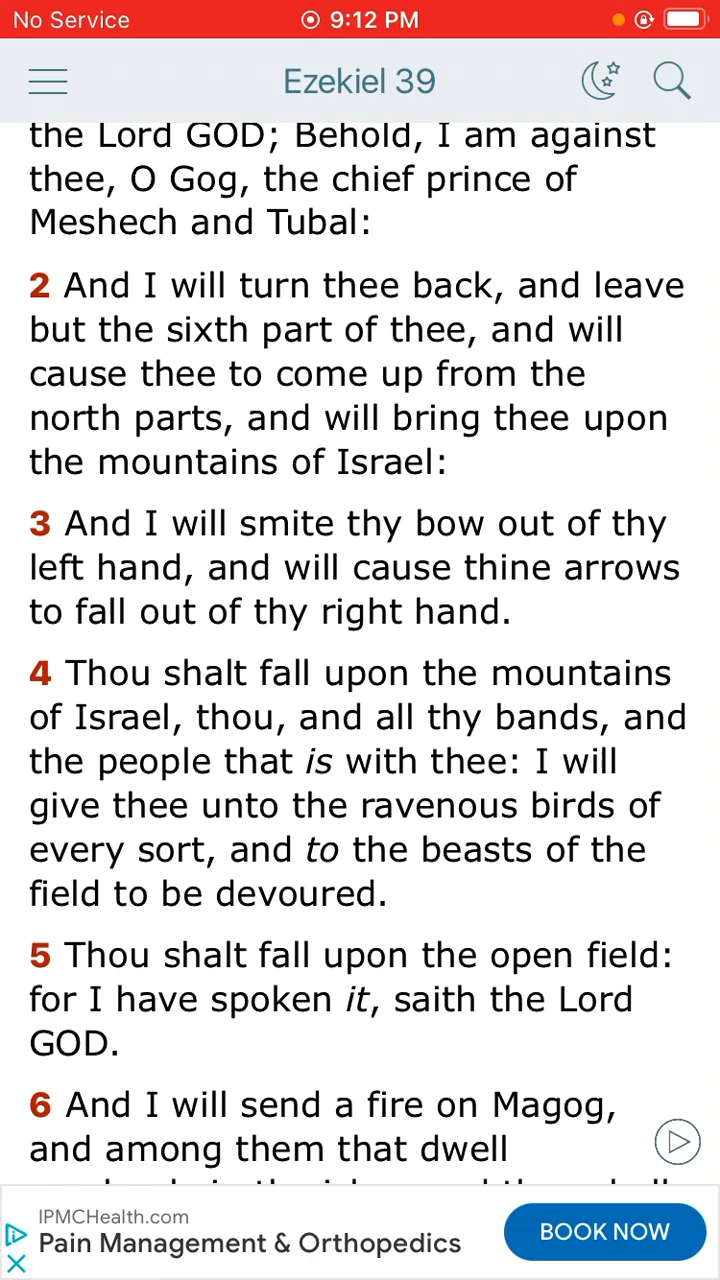 No Service
9:12 PM
Ezekiel 39
the Lord GOD; Behold, I am against
thee, O Gog, the chief prince of
Meshech and Tubal:
2 And I will turn thee back, and leave
but the sixth part of thee, and will
cause thee to come up from the
north parts, and will bring thee upon
the mountains of Israel:
3 And I will smite thy bow out of thy
left hand, and will cause thine arrows
to fall out of thy right hand.
4 Thou shalt fall upon the mountains
of Israel, thou, and all thy bands, and
the people that is with thee: I will
give thee unto the ravenous birds of
every sort, and to the beasts of the
field to be devoured.
5 Thou shalt fall upon the open field:
for I have spoken it, saith the Lord
GOD.
6 And I will send a fire on Magog,
and among them that dwell
IPMCHealth.com
Pain Management & Orthopedics
BOOK NOW